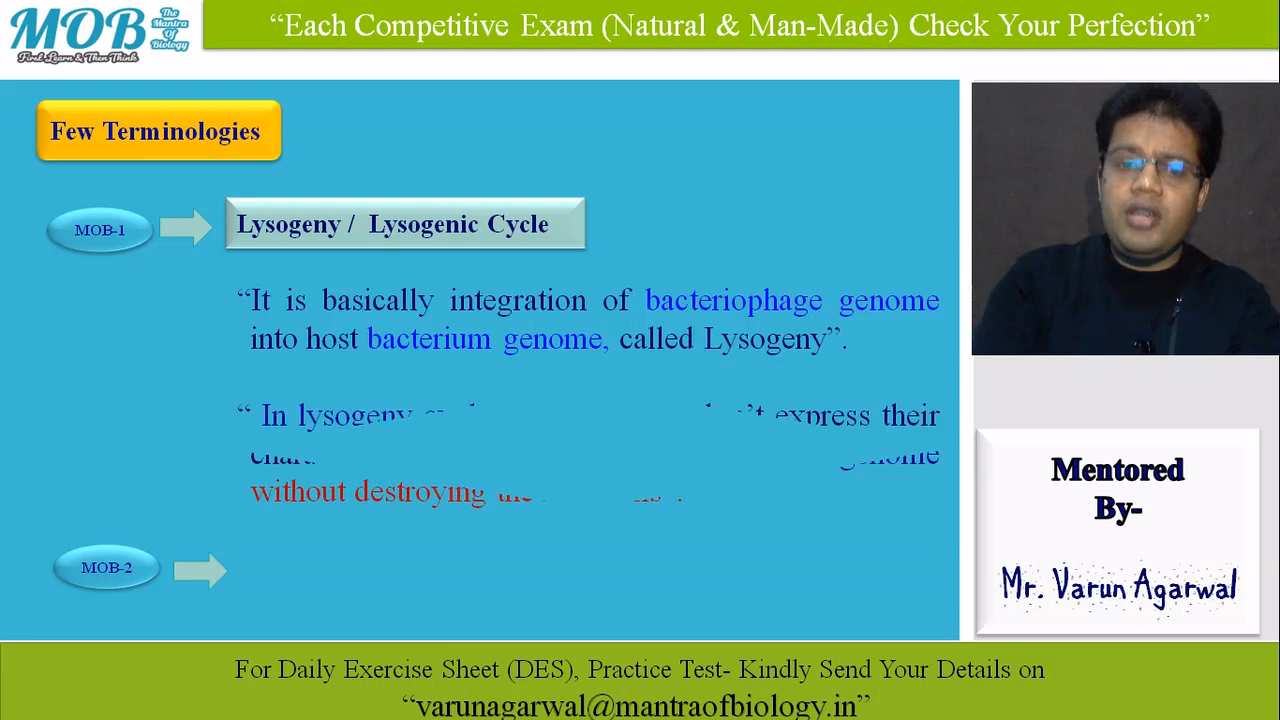 “Each Competitive Exam (Natural & Man-Made) Check Your Perfection”
MOB
The
Mantra
Of
Biology
First Learn & Then Think
Few Terminologies
MOB-1
Lysogeny / Lysogenic Cycle
“It is basically integration of bacteriophage genome
into host bacterium genome, called Lysogeny”.
“ In lysogeny express their
genome
without destroying the
MOB-2
Mentored
By-
Mr. Varun Agarwal
For Daily Exercise Sheet (DES), Practice Test- Kindly Send Your Details on
“varunagarwal@mantraofbiology.in”